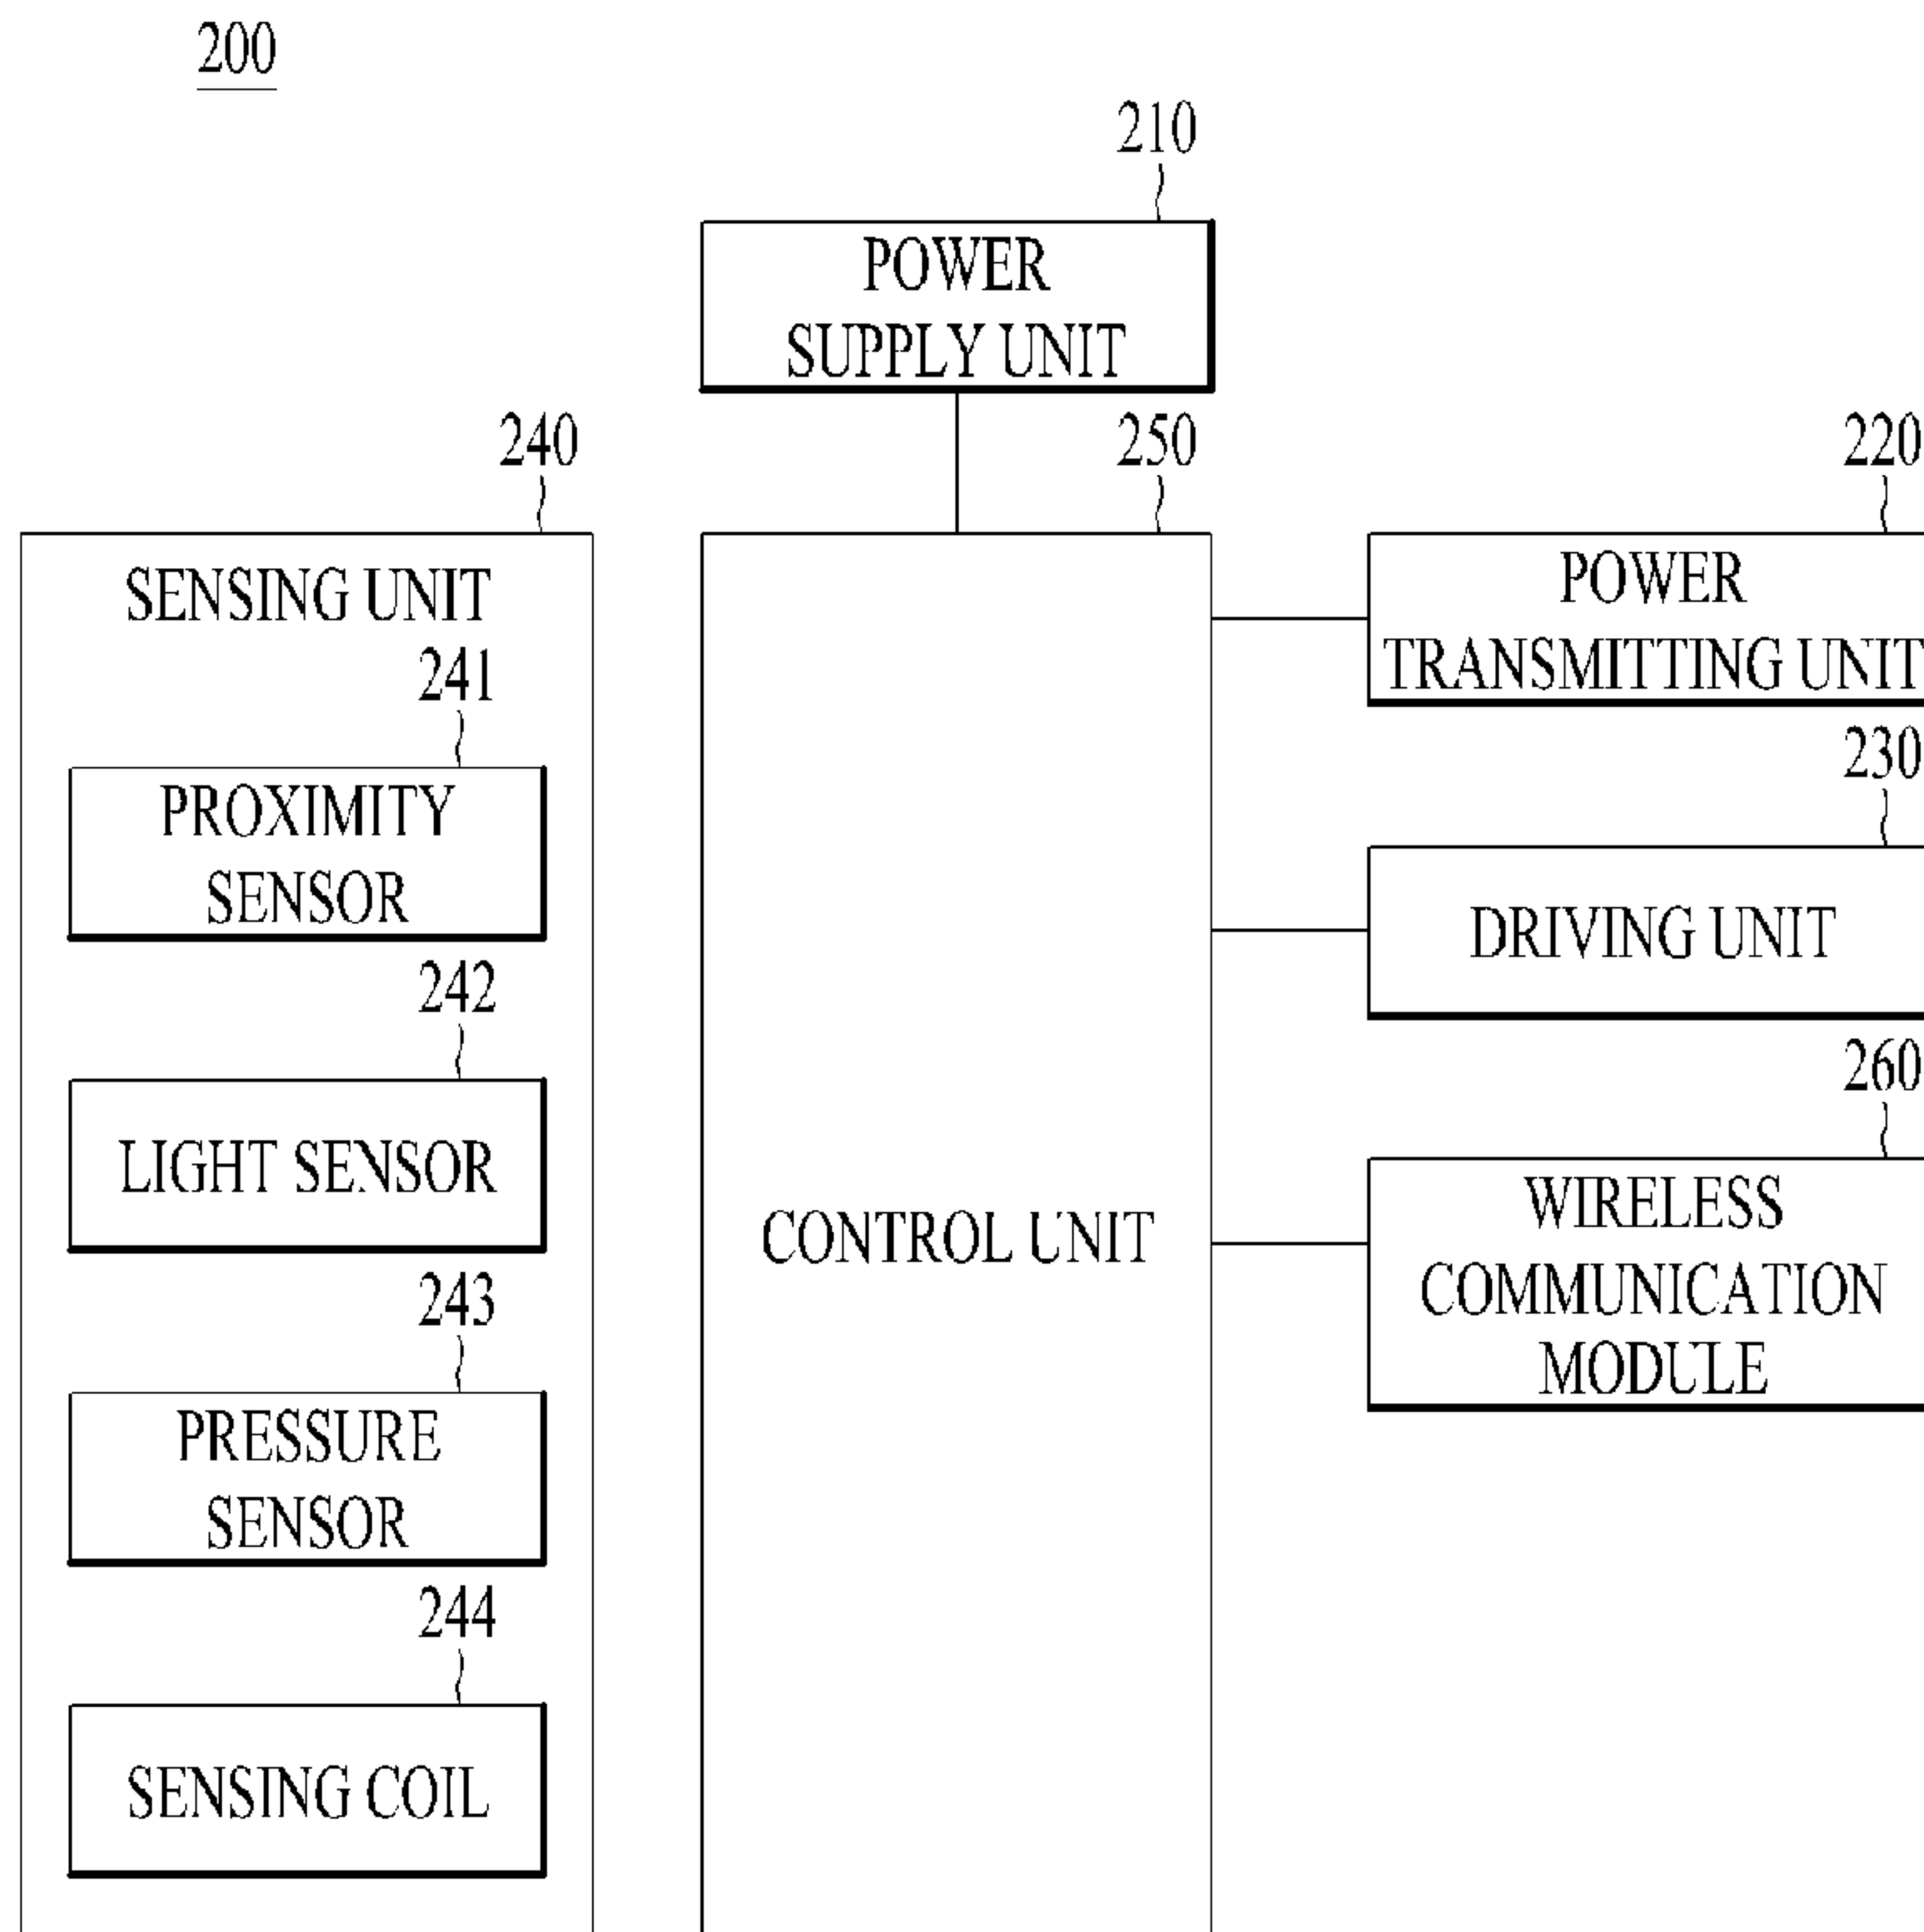 200
210
POWER
SUPPLY UNIT
240
SENSING UNIT
241
PROXIMITY
SENSOR
242
LIGHT SENSOR
243
PRESSURE
SENSOR
244
SENSING COIL
250
CONTROL UNIT
220
POWER
TRANSMITTING UNIT
230
DRIVING UNIT
260
WIRELESS
COMMUNICATION
MODULE